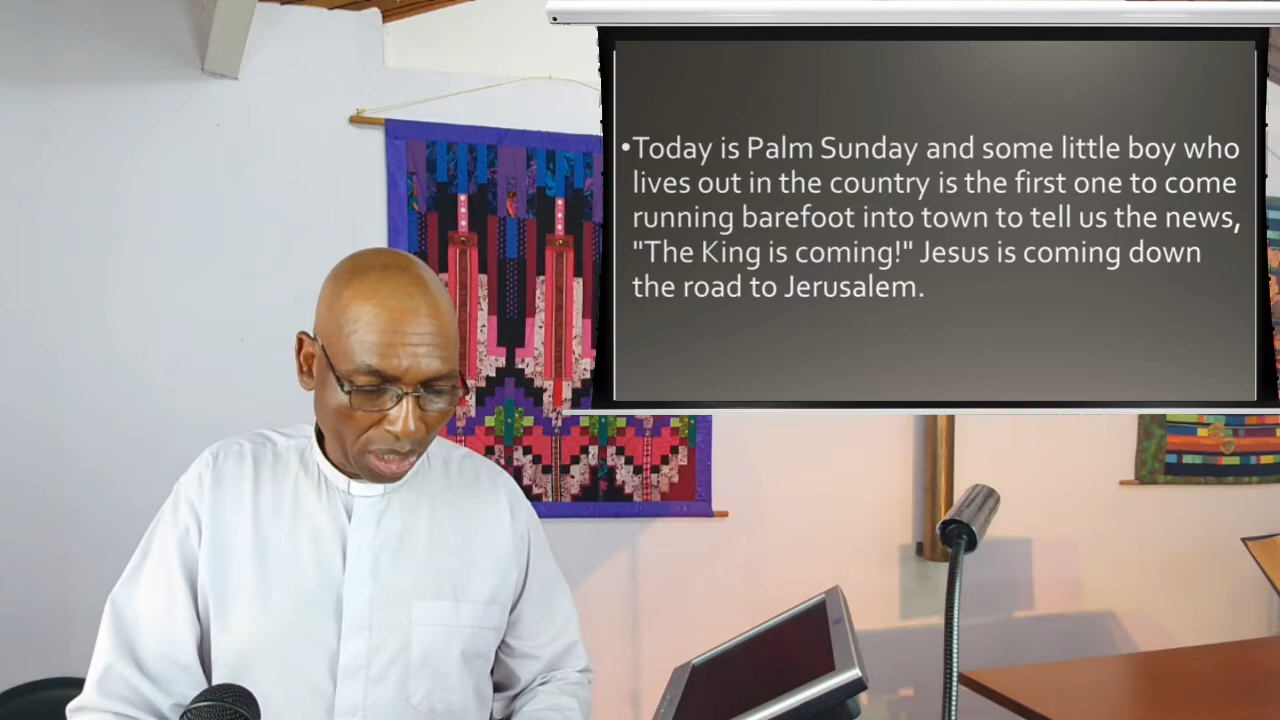 •Today is Palm Sunday and some little boy who
lives out in the country is the first one to come
running barefoot into town to tell us the news,
"The King is coming!" Jesus is coming down
the road to Jerusalem.